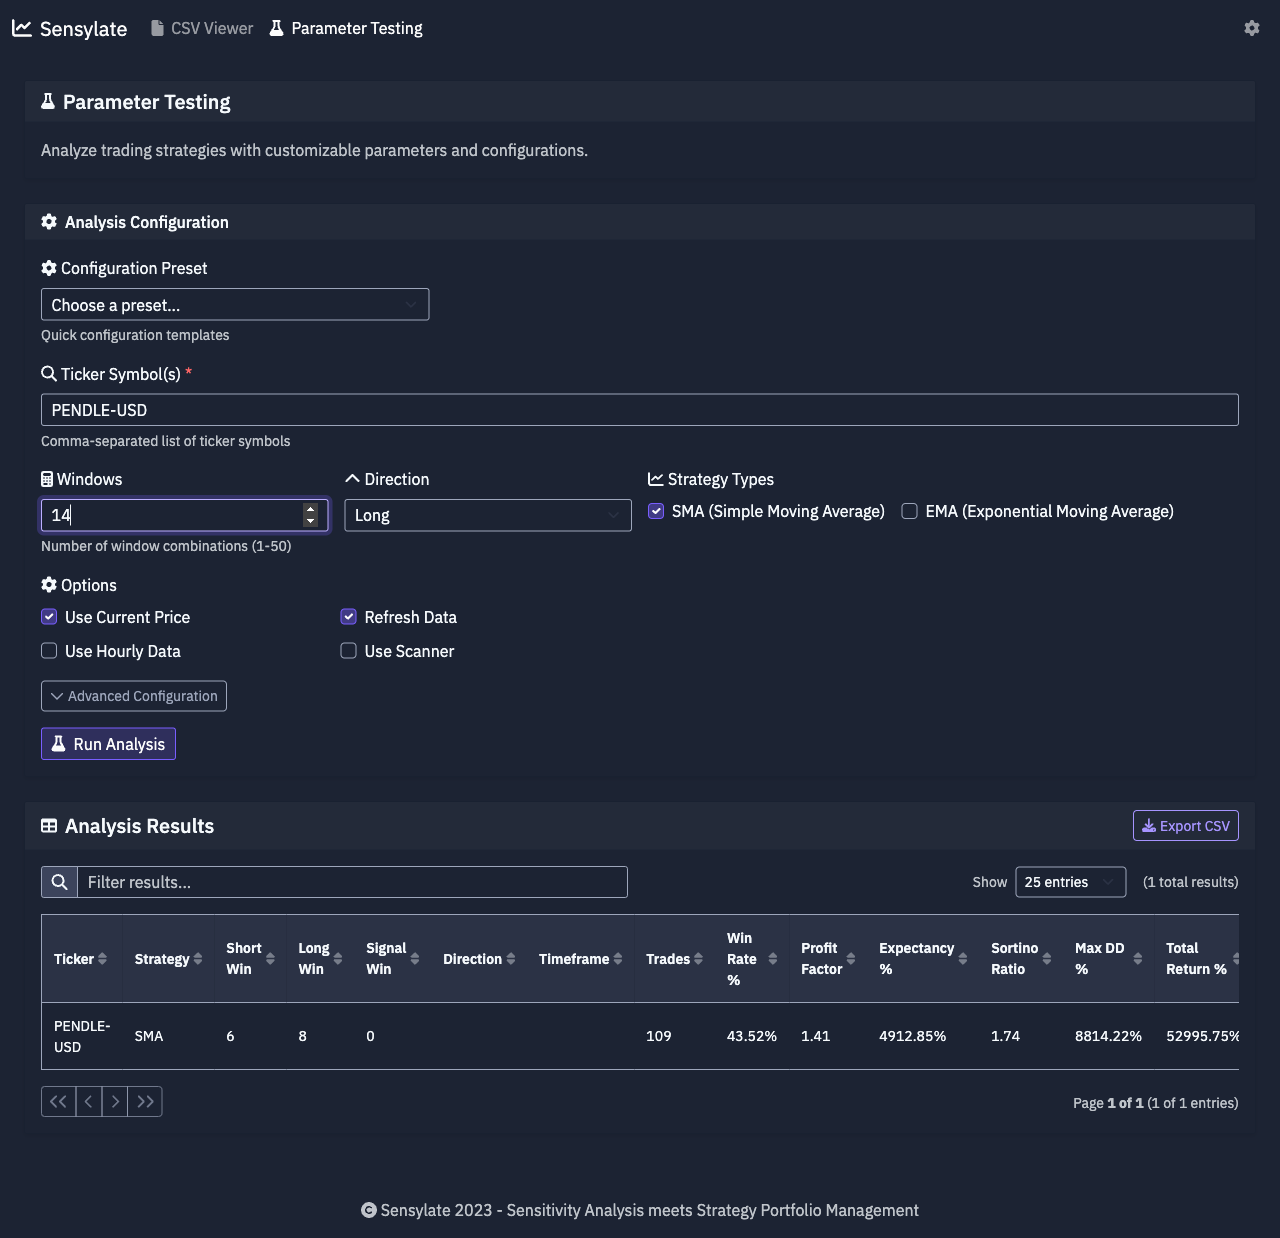 Sensylate CSV Viewer Parameter Testing
Parameter Testing
Analyze trading strategies with customizable parameters and configurations.
Analysis Configuration
Configuration Preset
Choose a preset...
Quick configuration templates
Ticker Symbol(s) *
PENDLE-USD
Comma-separated list of ticker symbols
Windows Direction Strategy Types
14 Long SMA (Simple Moving Average) EMA (Exponential Moving Average)
Number of window combinations (1-50)
Options
Use Current Price Refresh Data
Use Hourly Data Use Scanner
Advanced Configuration
Run Analysis
Analysis Results Export CSV
Filter results... Show 25 entries (1 total results)
Ticker Strategy Short Win Long Win Signal Win Direction Timeframe Trades Win Rate % Profit Factor Expectancy % Sortino Ratio Max DD % Total Return %
PENDLE-USD SMA 6 8 0 109 43.52% 1.41 4912.85% 1.74 8814.22% 52995.75%
Page 1 of 1 (1 of 1 entries)
Sensylate 2023 - Sensitivity Analysis meets Strategy Portfolio Management